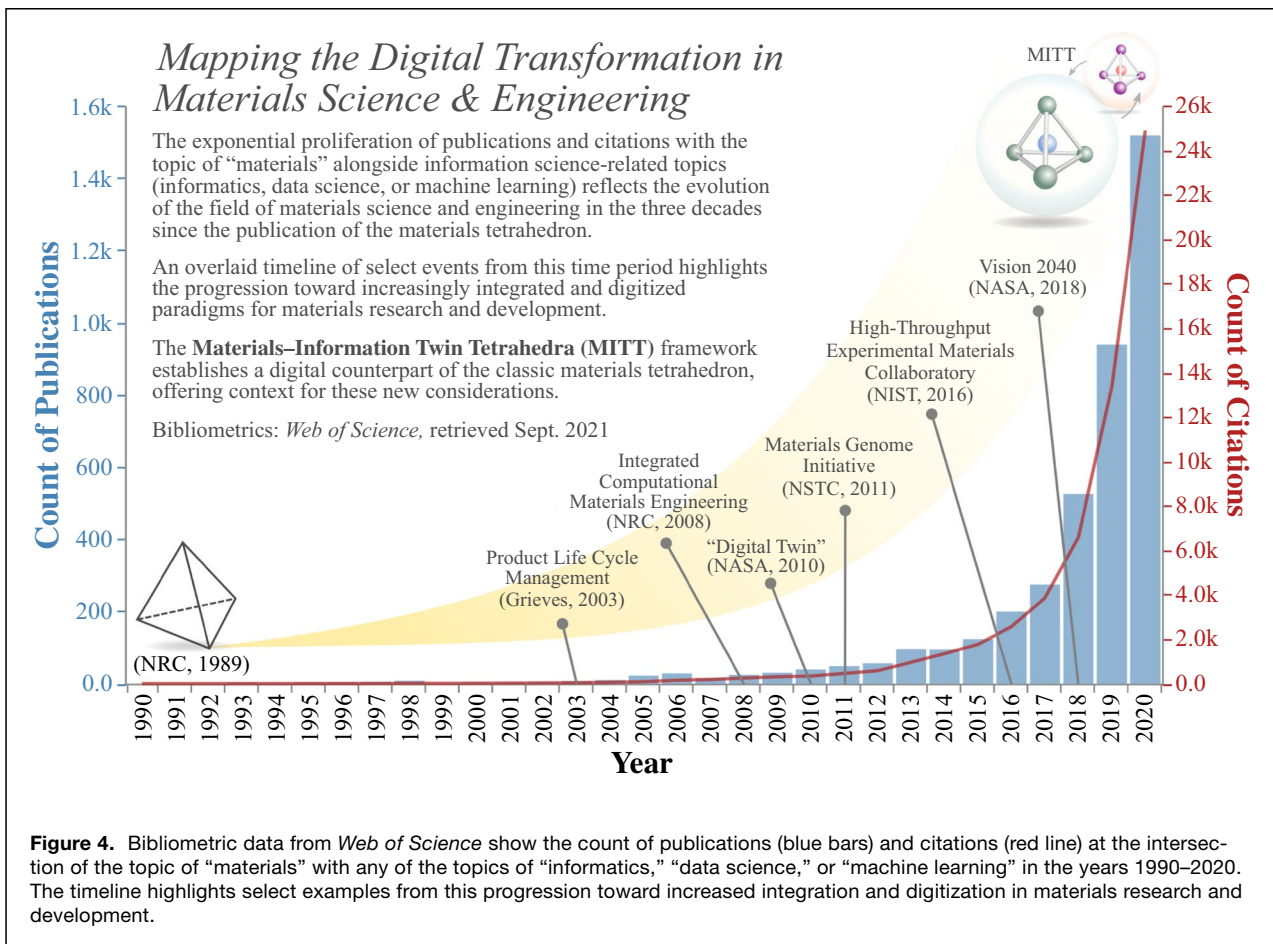 Mapping the Digital Transformation in
Materials Science & Engineering
The exponential proliferation of publications and citations with the
topic of “materials” alongside information science-related topics
(informatics, data science, or machine learning) reflects the evolution
of the field of materials science and engineering in the three decades
since the publication of the materials tetrahedron.
An overlaid timeline of select events from this time period highlights
the progression toward increasingly integrated and digitized
paradigms for materials research and development.
The Materials–Information Twin Tetrahedra (MITT) framework
establishes a digital counterpart of the classic materials tetrahedron,
offering context for these new considerations.
Bibliometrics: Web of Science, retrieved Sept. 2021
MITT
Count of Publications
1.6k
1.4k
1.2k
1.0k
800
600
400
200
0.0
(NRC, 1989)
Product Life Cycle
Management
(Grieves, 2003)
Integrated
Computational
Materials Engineering
(NRC, 2008)
“Digital Twin”
(NASA, 2010)
Materials Genome
Initiative
(NSTC, 2011)
High-Throughput
Experimental Materials
Collaboratory
(NIST, 2016)
Vision 2040
(NASA, 2018)
26k
24k
22k
20k
18k
16k
14k
12k
10k
8.0k
6.0k
4.0k
2.0k
0.0
Count of Citations
1990
1991
1992
1993
1994
1995
1996
1997
1998
1999
2000
2001
2002
2003
2004
2005
2006
2007
2008
2009
2010
2011
2012
2013
2014
2015
2016
2017
2018
2019
2020
Year
Figure 4. Bibliometric data from Web of Science show the count of publications (blue bars) and citations (red line) at the intersec-
tion of the topic of “materials” with any of the topics of “informatics,” “data science,” or “machine learning” in the years 1990–2020.
The timeline highlights select examples from this progression toward increased integration and digitization in materials research and
development.